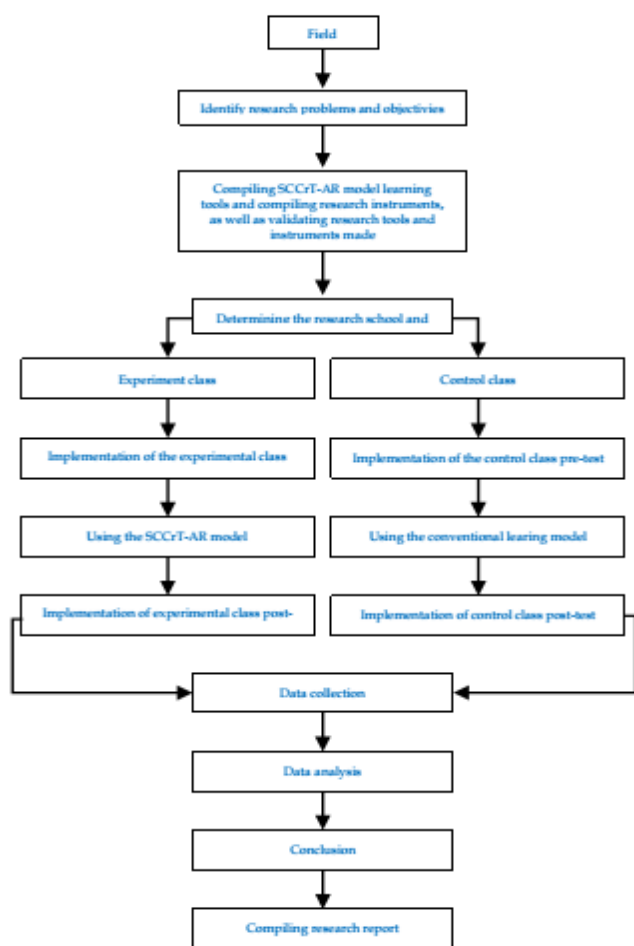 Field
Identify research problems and objectivies
Compiling SCCrT-AR model learning
tools and compiling research instruments,
as well as validating research tools and
instruments made
Determinine the research school and
Experiment class
Control class
Implementation of the experimental class
Implementation of the control class pre-test
Using the SCCrT-AR model
Using the conventional learing model
Implementation of experimental class post-
Implementation of control class post-test
Data collection
Data analysis
Conclusion
Compiling research report